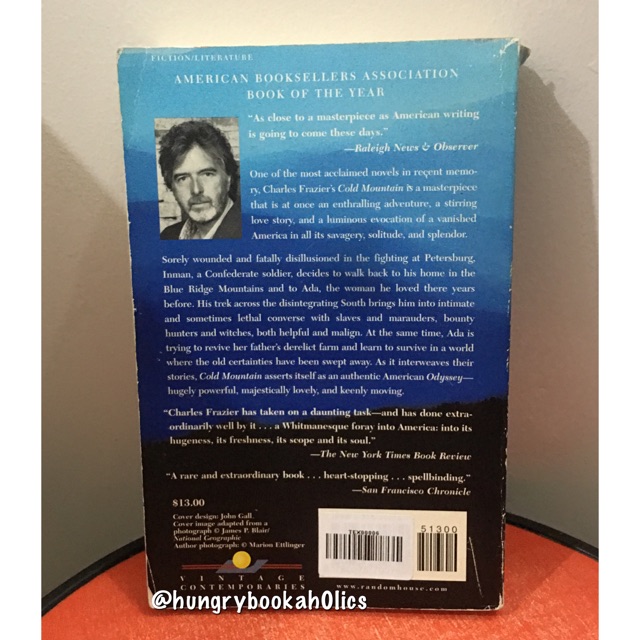 FICTION/LITERATURE
AMERICAN BOOKSELLERS ASSOCIATION
BOOK OF THE YEAR
"As close to a masterpiece as American writing
is going to come these days."
—Raleigh News & Observer
One of the most acclaimed novels in recent memo-
ry, Charles Frazier's Cold Mountain is a masterpiece
that is at once an enthralling adventure, a stirring
love story, and a luminous evocation of a vanished
America in all its savagery, solitude, and splendor.
Sorely wounded and fatally disillusioned in the fighting at Petersburg,
Inman, a Confederate soldier, decides to walk back to his home in the
Blue Ridge Mountains and to Ada, the woman he loved there years
before. His trek across the disintegrating South brings him into intimate
and sometimes lethal converse with slaves and marauders, bounty
hunters and witches, both helpful and malign. At the same time, Ada is
trying to revive her father's derelict farm and learn to survive in a world
where the old certainties have been swept away. As it interweaves their
stories, Cold Mountain asserts itself as an authentic American Odyssey—
hugely powerful, majestically lovely, and keenly moving.
"Charles Frazier has taken on a daunting task—and has done extra-
ordinarily well by it . . . a Whitmanesque foray into America: into its
hugeness, its freshness, its scope and its soul."
—The New York Times Book Review
"A rare and extraordinary book . . . heart-stopping . . . spellbinding."
—San Francisco Chronicle
$13.00
Cover design: John Gall
Cover image adapted from a
photograph © James P. Blair/
National Geographic
Author photograph: © Marion Ettlinger
VINTAGE
CONTEMPORARIES
51300
www.randomhouse.com
@hungrybookah0lics